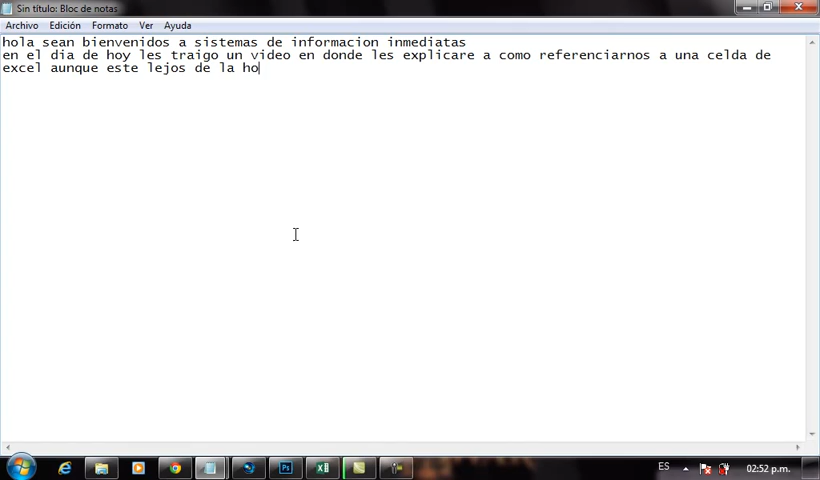 Sin título: Bloc de notas
Archivo Edición Formato Ver Ayuda
hola sean bienvenidos a sistemas de informacion inmediatas
en el dia de hoy les traigo un video en donde les explicare a como referenciarnos a una celda de
excel aunque este lejos de la ho
Ps
ES 02:52 p.m.